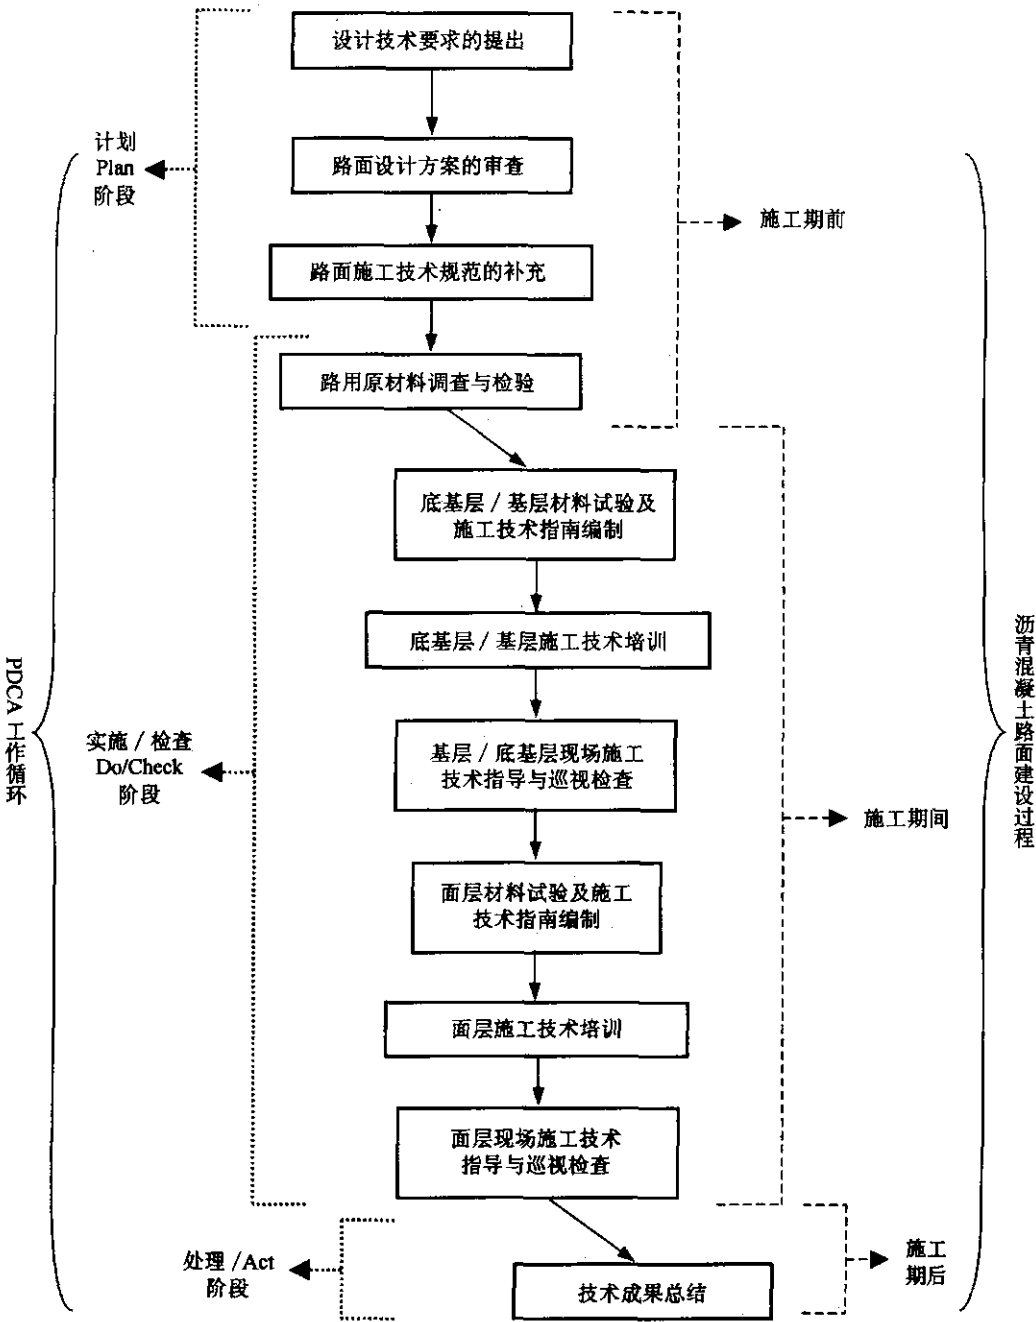 设计技术要求的提出
计划
Plan
阶段
路面设计方案的审查
施工期前
路面施工技术规范的补充
路用原材料调查与检验
底基层 / 基层材料试验及
施工技术指南编制
底基层 / 基层施工技术培训
PDCA 工作循环
实施 / 检查
Do/Check
阶段
基层 / 底基层现场施工
技术指导与巡视检查
施工期间
沥青混凝土路面建设过程
面层材料试验及施工
技术指南编制
面层施工技术培训
面层现场施工技术
指导与巡视检查
处理 /Act
阶段
施工
期后
技术成果总结